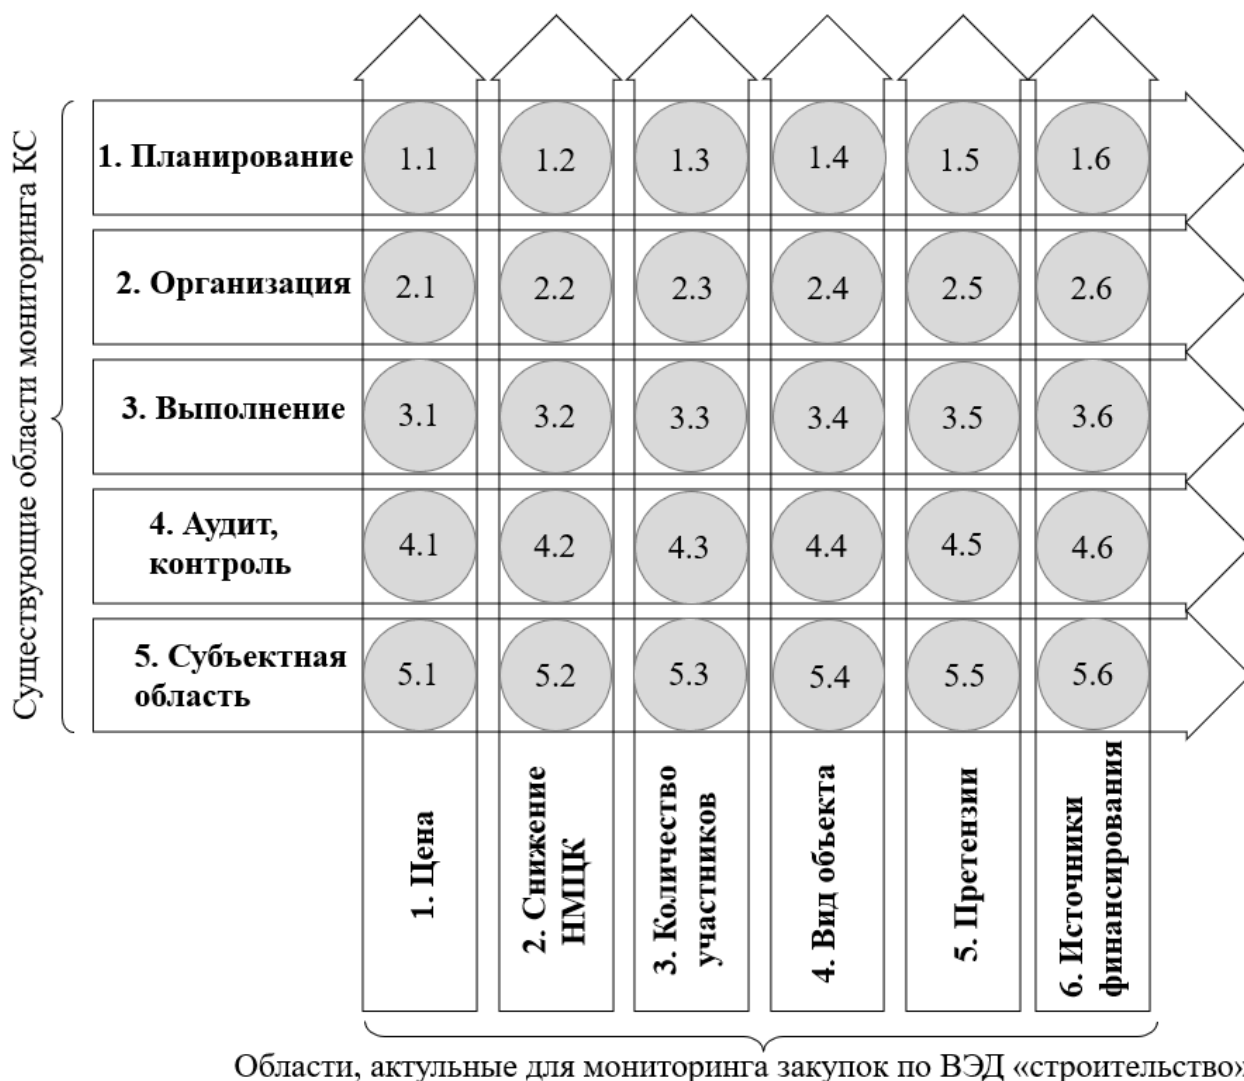 Существующие области мониторинга КС
1. Планирование
1.1 1.2 1.3 1.4 1.5 1.6
2. Организация
2.1 2.2 2.3 2.4 2.5 2.6
3. Выполнение
3.1 3.2 3.3 3.4 3.5 3.6
4. Аудит,
контроль
4.1 4.2 4.3 4.4 4.5 4.6
5. Субъектная
область
5.1 5.2 5.3 5.4 5.5 5.6
1. Цена
2. Снижение
НМЦК
3. Количество
участников
4. Вид объекта
5. Претензии
6. Источники
финансирования
Области, актульные для мониторинга закупок по ВЭД «строительство»